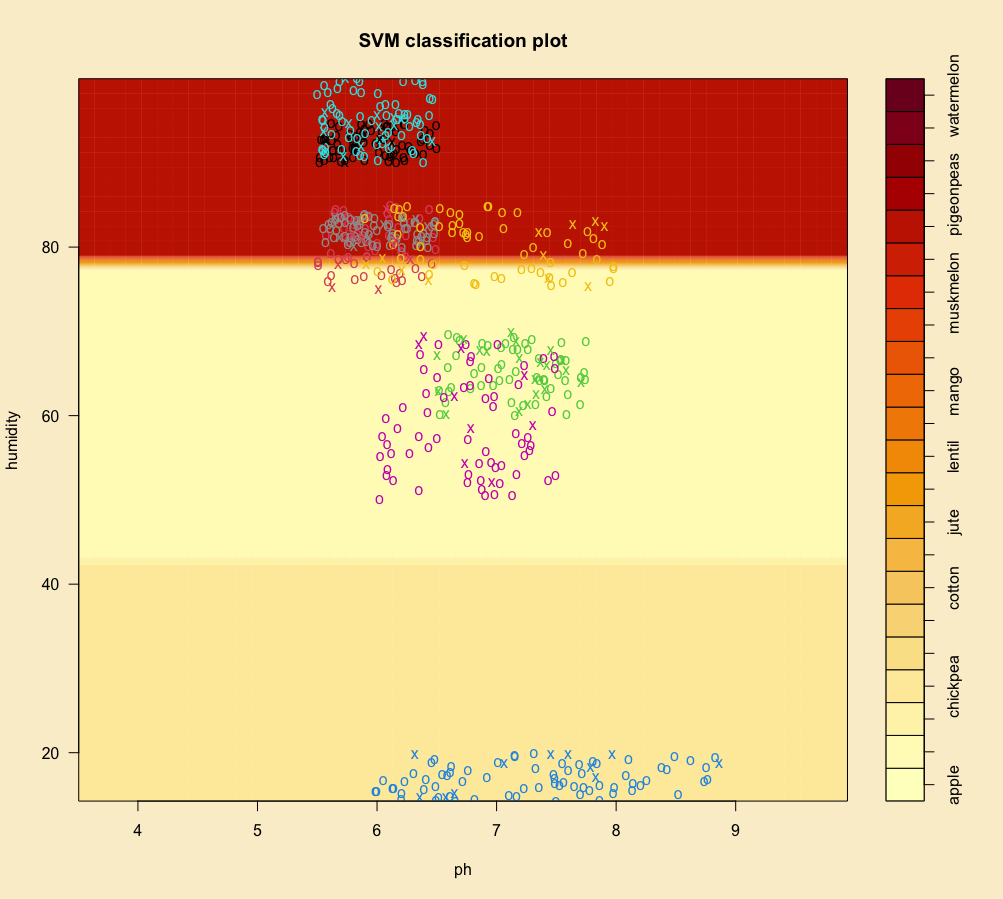 SVM classification plot
humidity
80
60
40
20
4 5 6 7 8 9
ph
apple chickpea cotton jute lentil mango muskmelon pigeonpeas watermelon